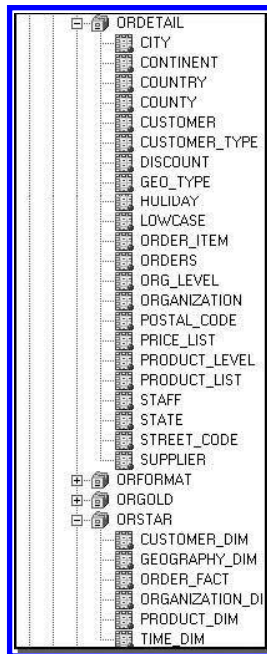 ORDETAIL
CITY
CONTINENT
COUNTRY
COUNTY
CUSTOMER
CUSTOMER_TYPE
DISCOUNT
GEO_TYPE
HOLIDAY
LOWCASE
ORDER_ITEM
ORDERS
ORG_LEVEL
ORGANIZATION
POSTAL_CODE
PRICE_LIST
PRODUCT_LEVEL
PRODUCT_LIST
STAFF
STATE
STREET_CODE
SUPPLIER
ORFORMAT
ORGOLD
ORSTAR
CUSTOMER_DIM
GEOGRAPHY_DIM
ORDER_FACT
ORGANIZATION_DI
PRODUCT_DIM
TIME_DIM